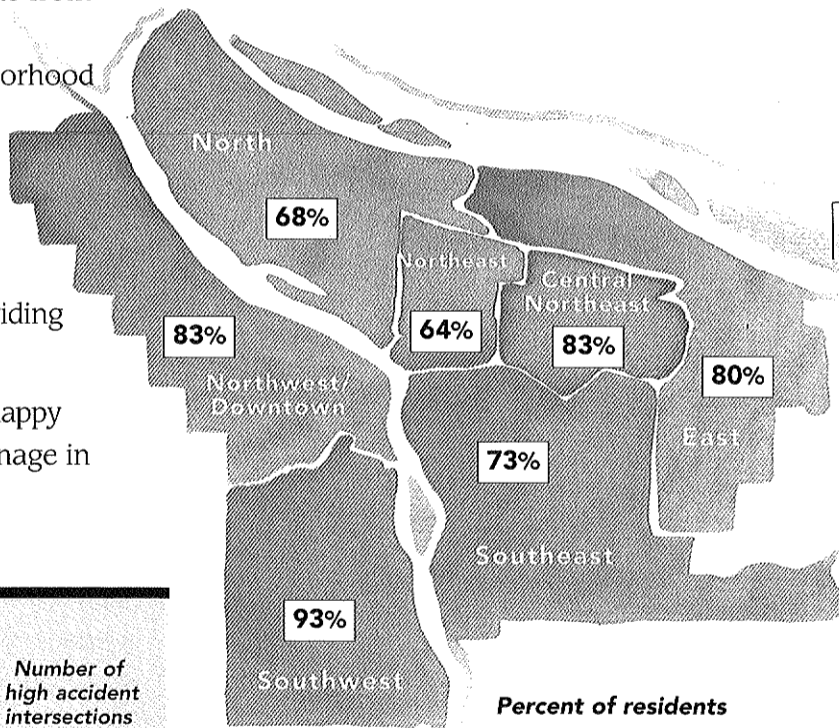 orhood
iding
appy
nage in
North
68%
Northeast
64%
Central
Northeast
83%
83%
Northwest/
Downtown
80%
East
73%
Southeast
93%
Southwest
Number of
high accident
intersections
Percent of residents